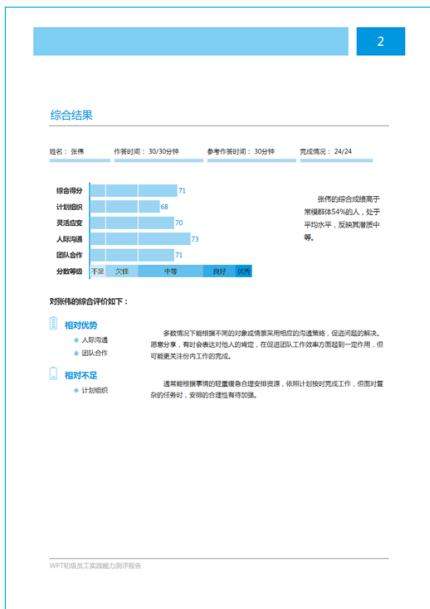 2
综合结果
姓名： 张伟 作答时间： 30/30分钟 参考作答时间： 30分钟 完成情况： 24/24
综合得分 71
计划组织 68
灵活应变 70
人际沟通 73
团队合作 71
分数等级 不足 欠佳 中等 良好 优秀
张伟的综合成绩高于
常模群体54%的人，处于
平均水平，反映其潜质中
等。
对张伟的综合评价如下：
相对优势
人际沟通
团队合作
多数情况下能根据不同的对象或情景采用相应的沟通策略，促进问题的解决。
愿意分享，有时会表达对他人的肯定，在促进团队工作效率方面起到一定作用，但
可能更关注份内工作的完成。
相对不足
计划组织
通常能根据事情的轻重缓急合理安排资源，依照计划按时完成工作，但面对复
杂的任务时，安排的合理性有待加强。
WPT初级员工实践能力测评报告